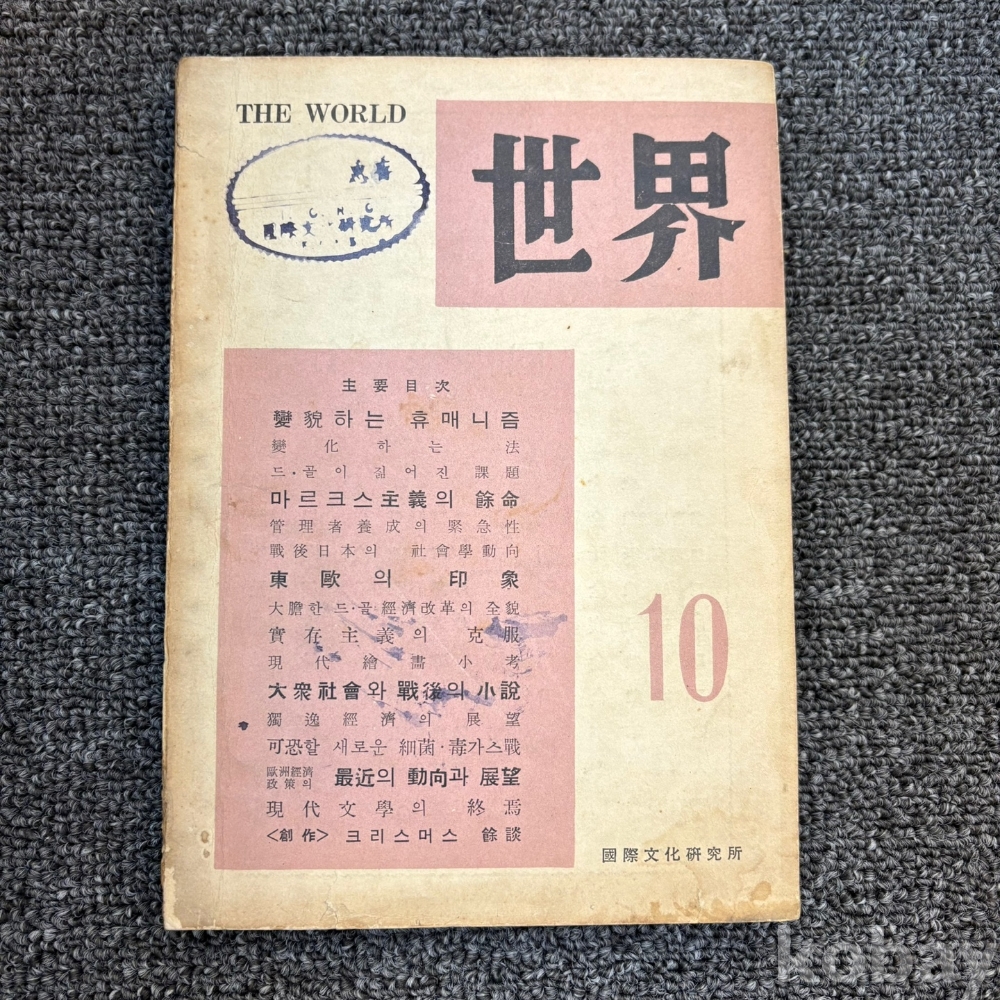 THE WORLD
世界
主要目次
變貌하는 휴매니즘
變化하는 法
드·골이 짊어진 課題
마르크스主義의 餘命
管理者養成의 緊急性
戰後日本의 社會學動向
東歐의 印象
大膽한 드·골經濟改革의 全貌
實存主義의 克服
現代繪畵小考
大衆社會와 戰後의 小說
獨逸經濟의 展望
可恐할 새로운 細菌·毒가스戰
歐洲經濟政策의 最近의 動向과 展望
現代文學의 終焉
<創作> 크리스머스 餘談
10
國際文化硏究所
kobay